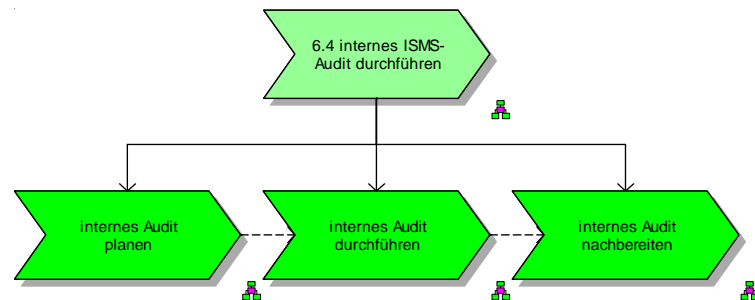 6.4 internes ISMS-
Audit durchführen
internes Audit
planen
internes Audit
durchführen
internes Audit
nachbereiten